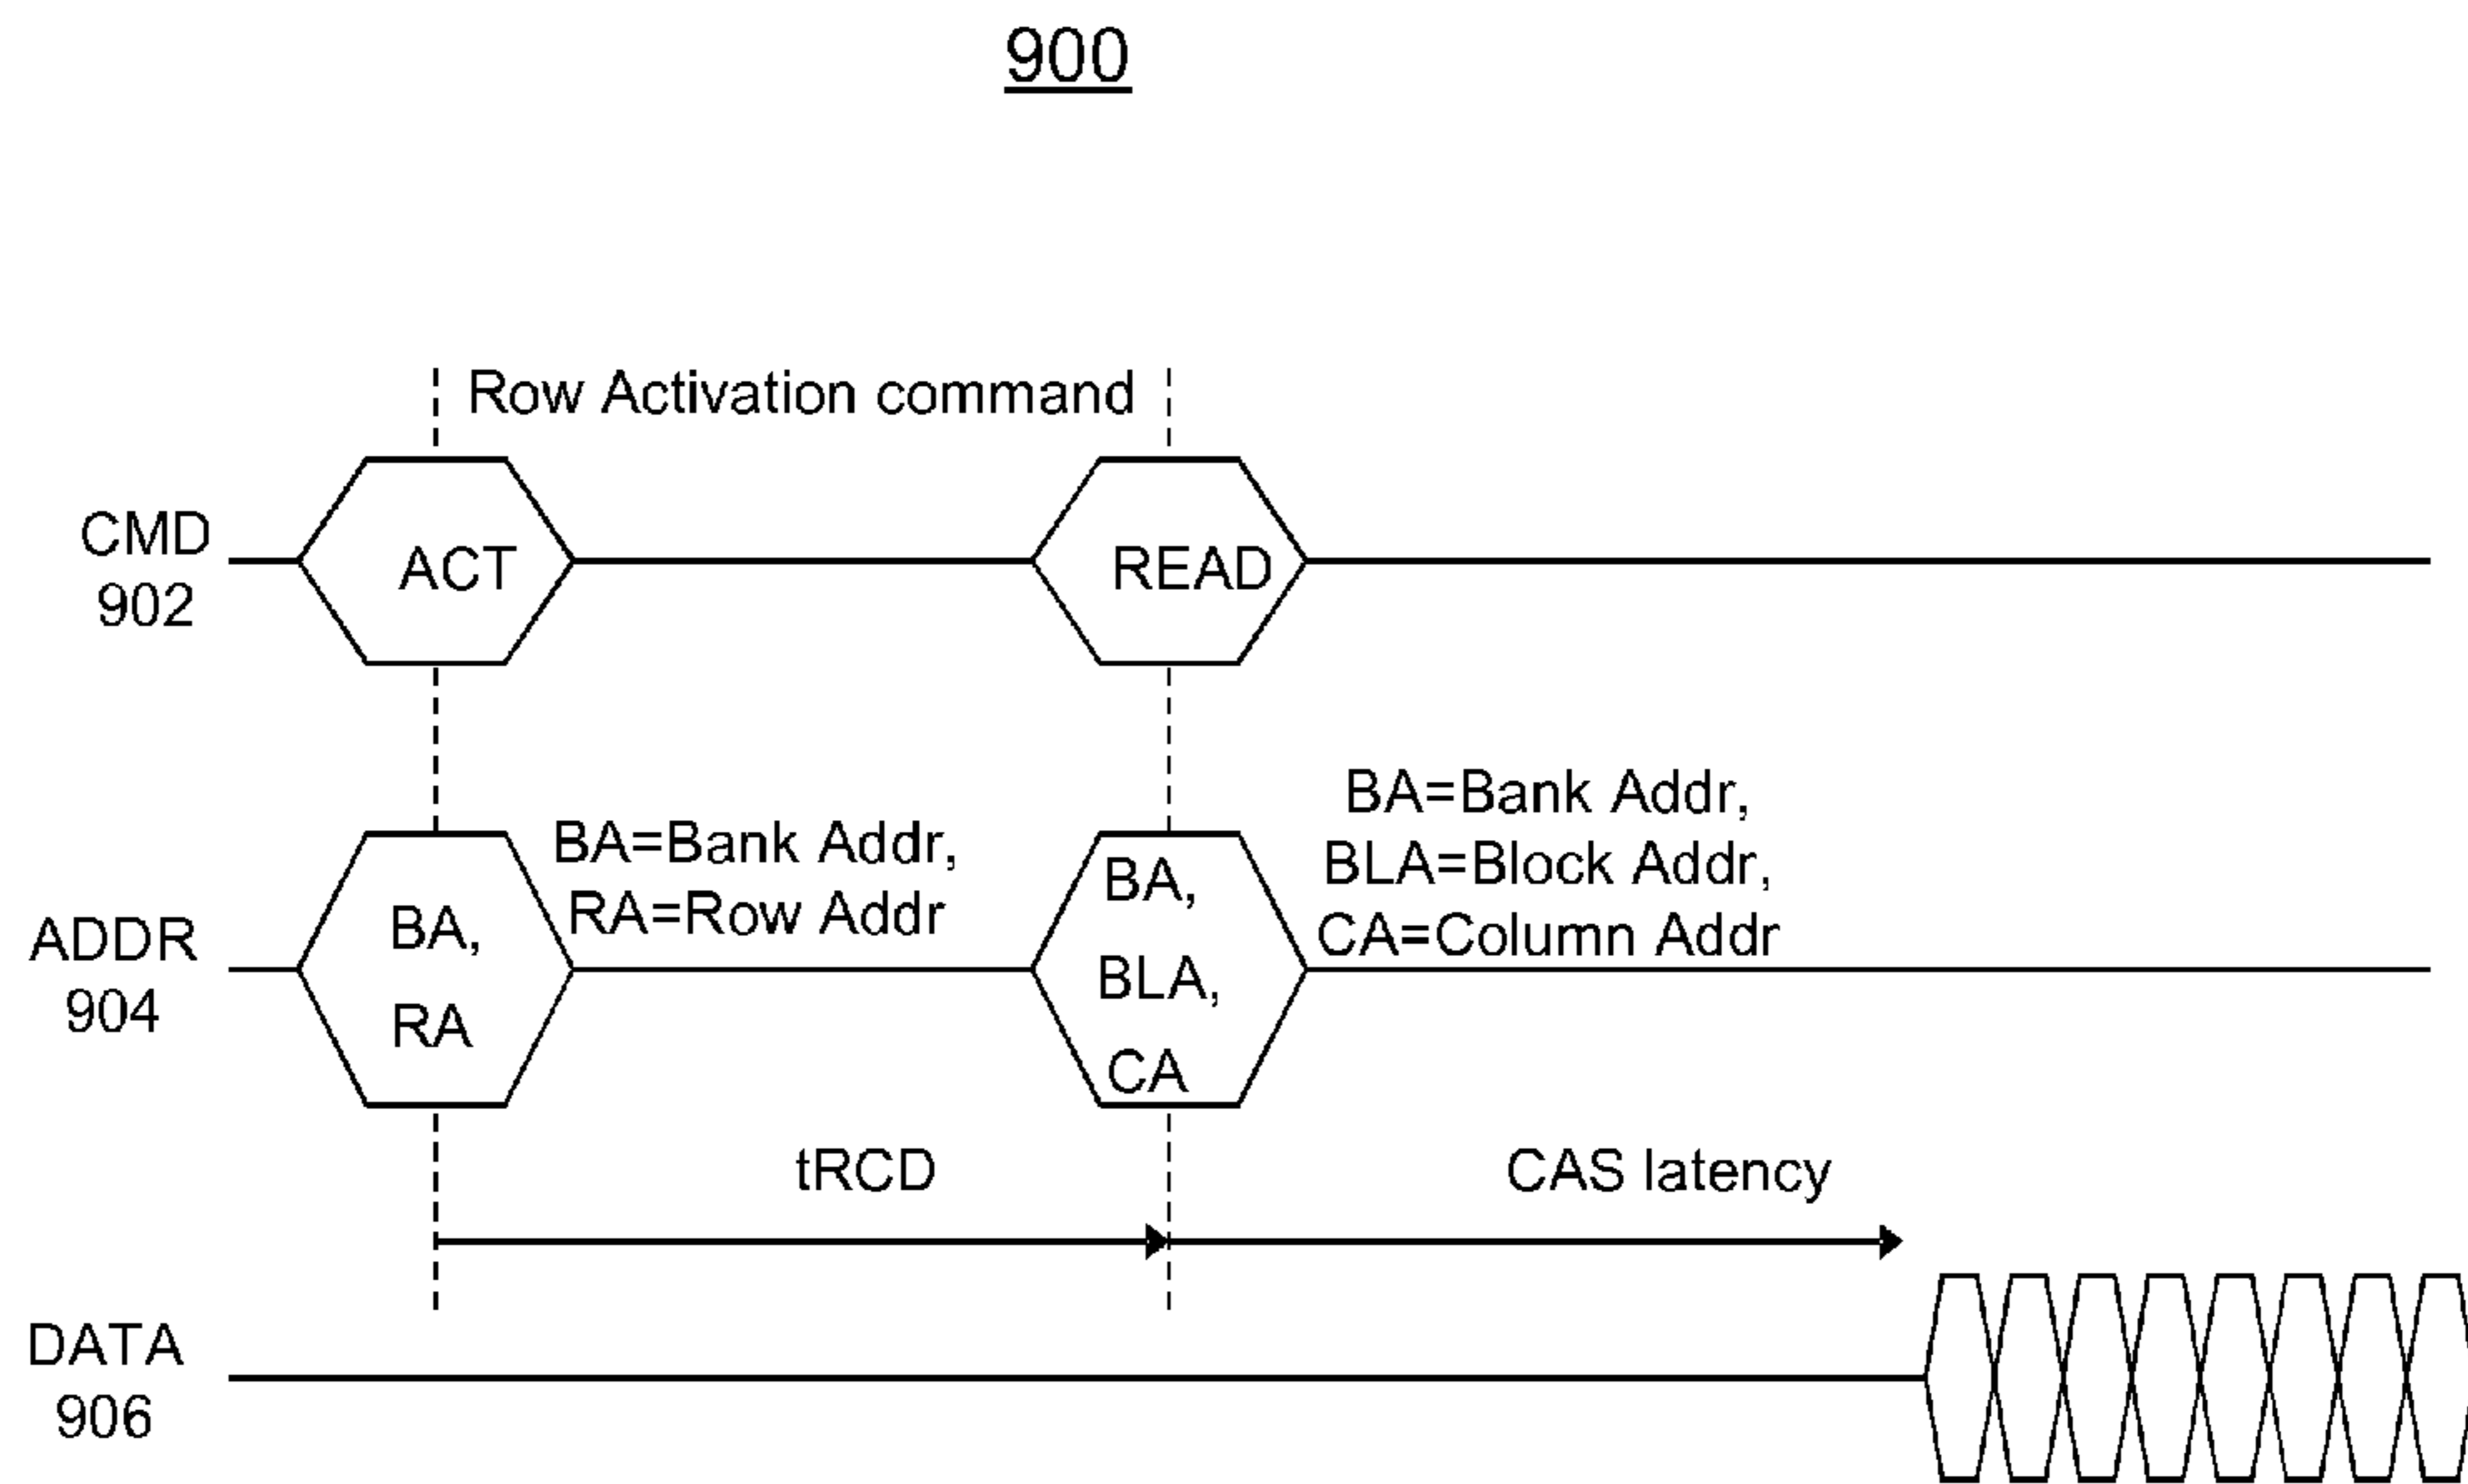 900
Row Activation command
CMD
902
ACT
READ
ADDR
904
BA,
RA
BA=Bank Addr,
RA=Row Addr
BA,
BLA,
CA
BA=Bank Addr,
BLA=Block Addr,
CA=Column Addr
tRCD
CAS latency
DATA
906